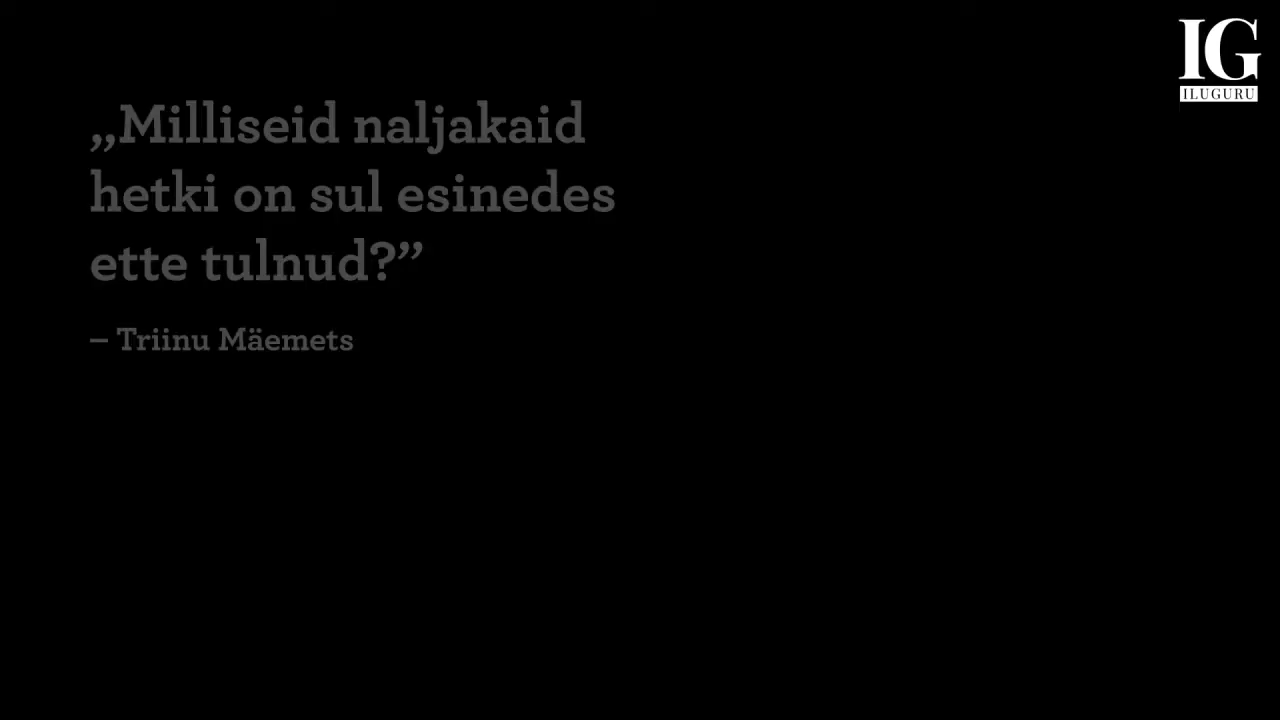 IG
ILUGURU
„Milliseid naljakaid
hetki on sul esinedes
ette tulnud?”
– Triinu Mäemets